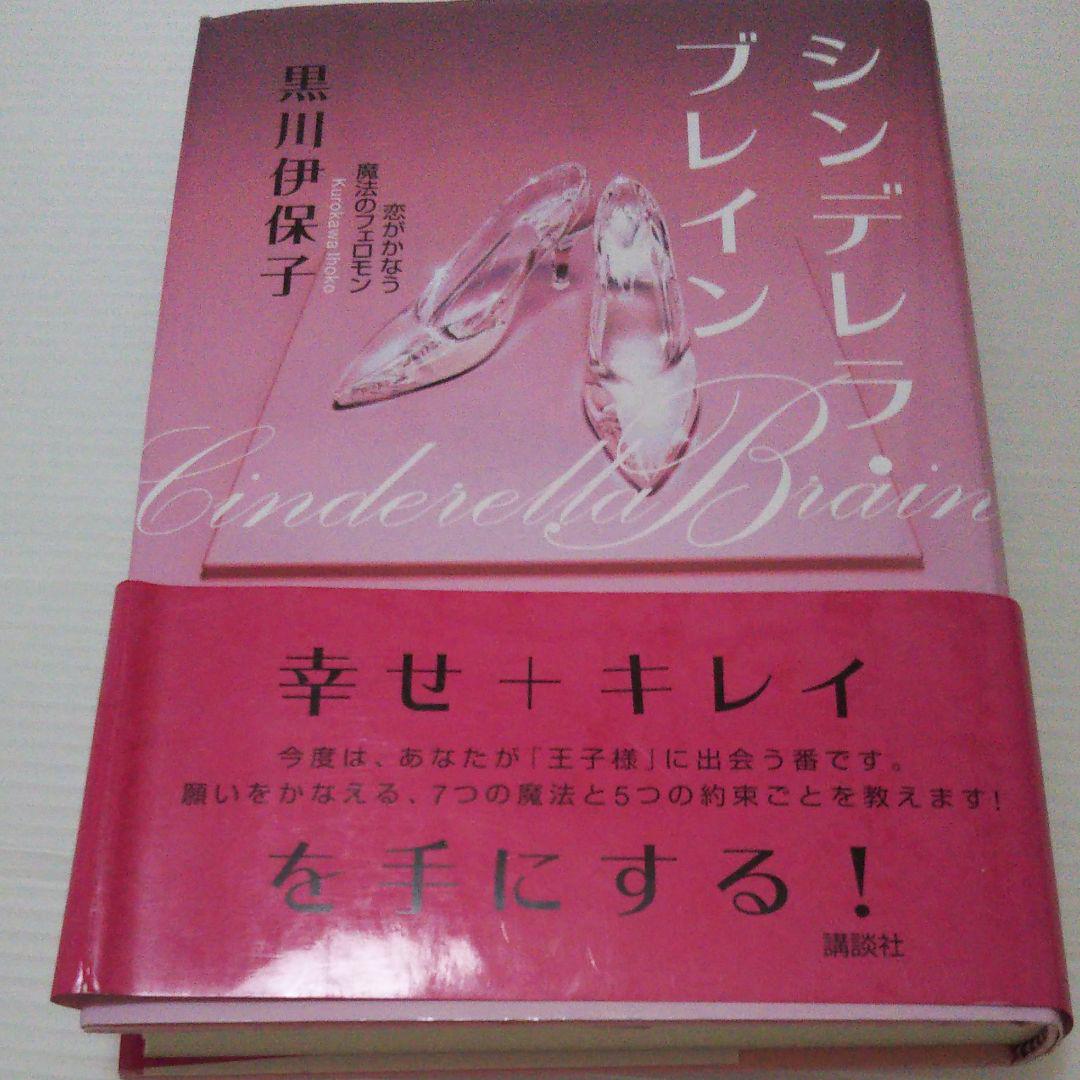 シンデレラ・
ブレイン
恋がかなう
魔法のフェロモン
黒川伊保子
Kurokawa Ihoko
Cinderella Brain
幸せ+キレイ
今度は、あなたが「王子様」に出会う番です。
願いをかなえる、7つの魔法と5つの約束ごとを教えます!
を手にする!
講談社